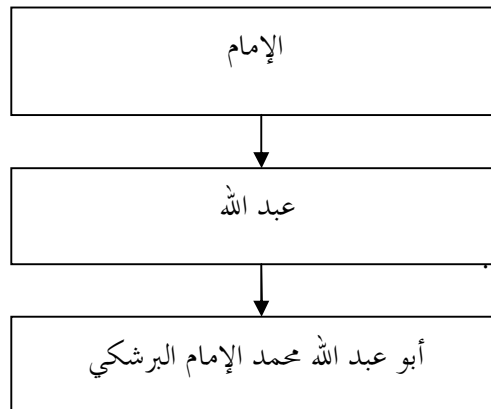 الإمام
عبد الله
أبو عبد الله محمد الإمام البرشكي